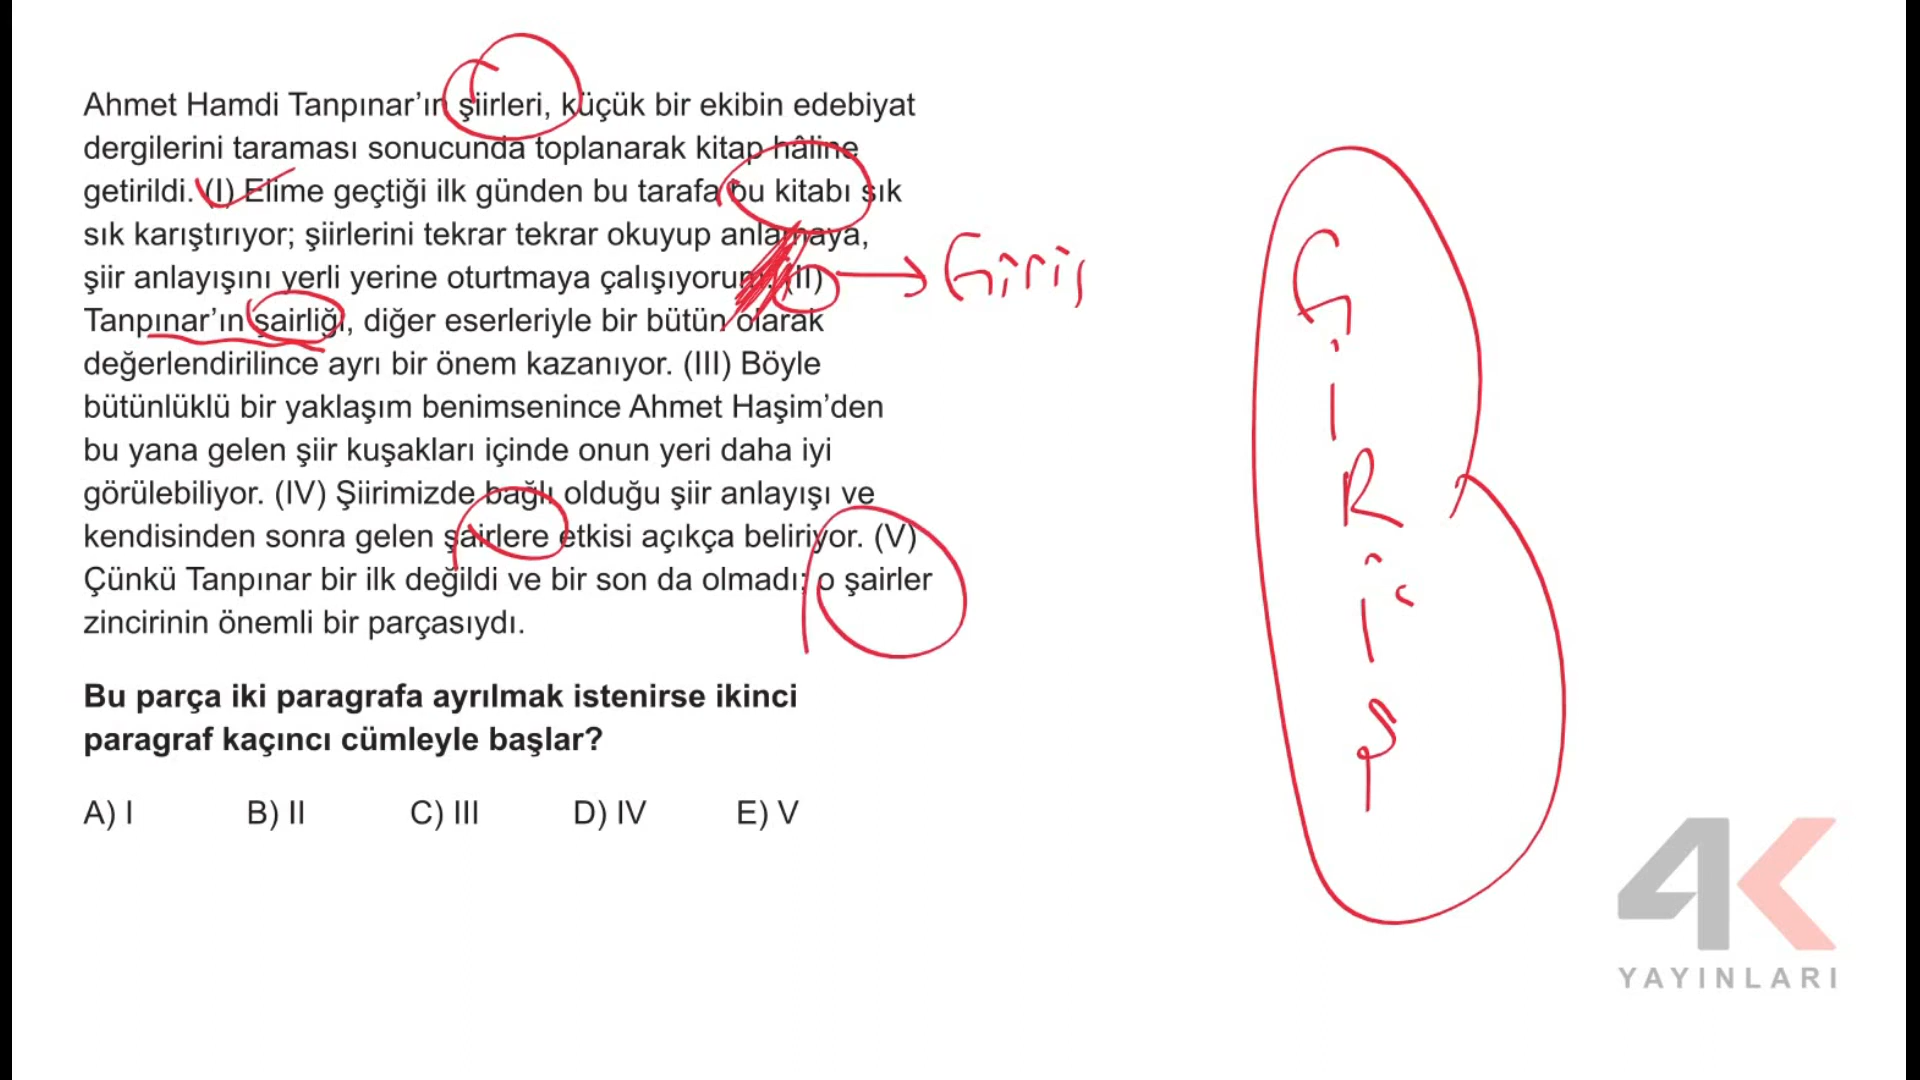 Ahmet Hamdi Tanpınar’ın şiirleri, küçük bir ekibin edebiyat
dergilerini taraması sonucunda toplanarak kitap hâline
getirildi. (I) Elime geçtiği ilk günden bu tarafa bu kitabı sık
sık karıştırıyor; şiirlerini tekrar tekrar okuyup anlamaya,
şiir anlayışını yerli yerine oturtmaya çalışıyorum. (II)
Tanpınar’ın şairliği, diğer eserleriyle bir bütün olarak
değerlendirilince ayrı bir önem kazanıyor. (III) Böyle
bütünlüklü bir yaklaşım benimsenince Ahmet Haşim’den
bu yana gelen şiir kuşakları içinde onun yeri daha iyi
görülebiliyor. (IV) Şiirimizde bağlı olduğu şiir anlayışı ve
kendisinden sonra gelen şairlere etkisi açıkça beliriyor. (V)
Çünkü Tanpınar bir ilk değildi ve bir son da olmadı; o şairler
zincirinin önemli bir parçasıydı.
Bu parça iki paragrafa ayrılmak istenirse ikinci
paragraf kaçıncı cümleyle başlar?
A) I B) II C) III D) IV E) V
Giriş
G
İ
R
İ
Ş
4K
YAYINLARI